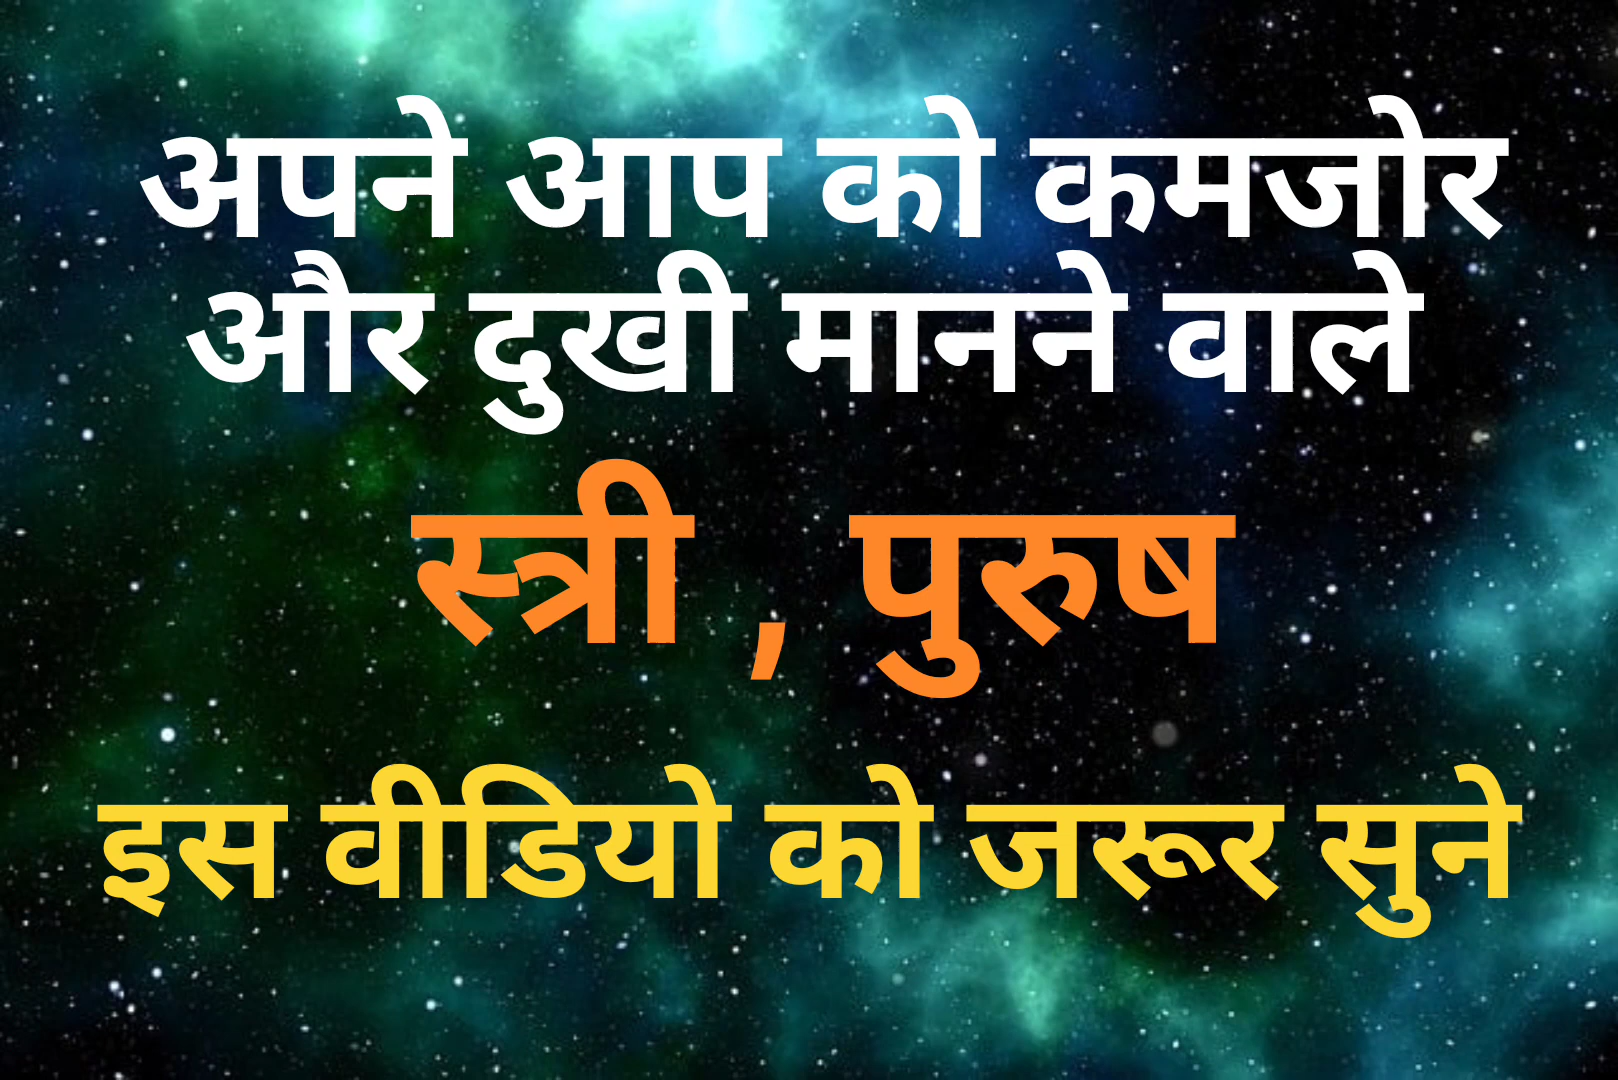 अपने आप को कमजोर
और दुखी मानने वाले
स्त्री , पुरुष
इस वीडियो को जरूर सुने